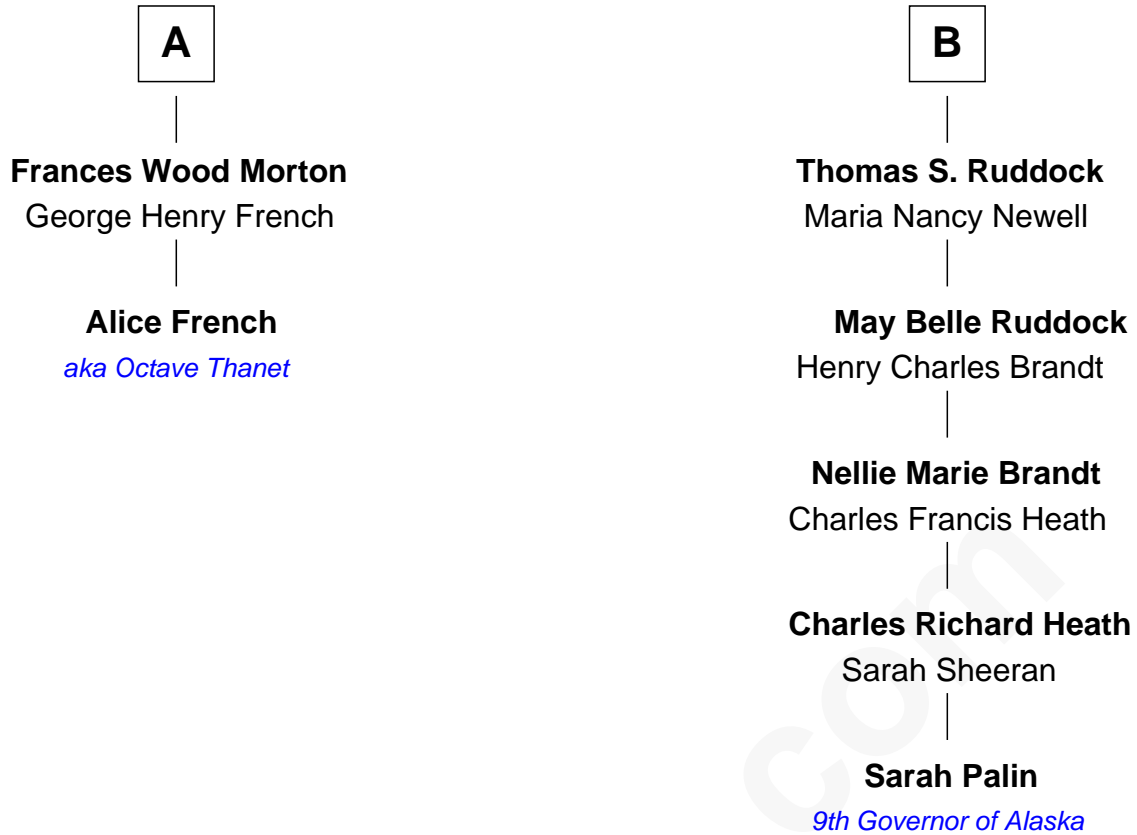 A
Frances Wood Morton
George Henry French
Alice French
aka Octave Thanet
B
Thomas S. Ruddock
Maria Nancy Newell
May Belle Ruddock
Henry Charles Brandt
Nellie Marie Brandt
Charles Francis Heath
Charles Richard Heath
Sarah Sheeran
Sarah Palin
9th Governor of Alaska
com